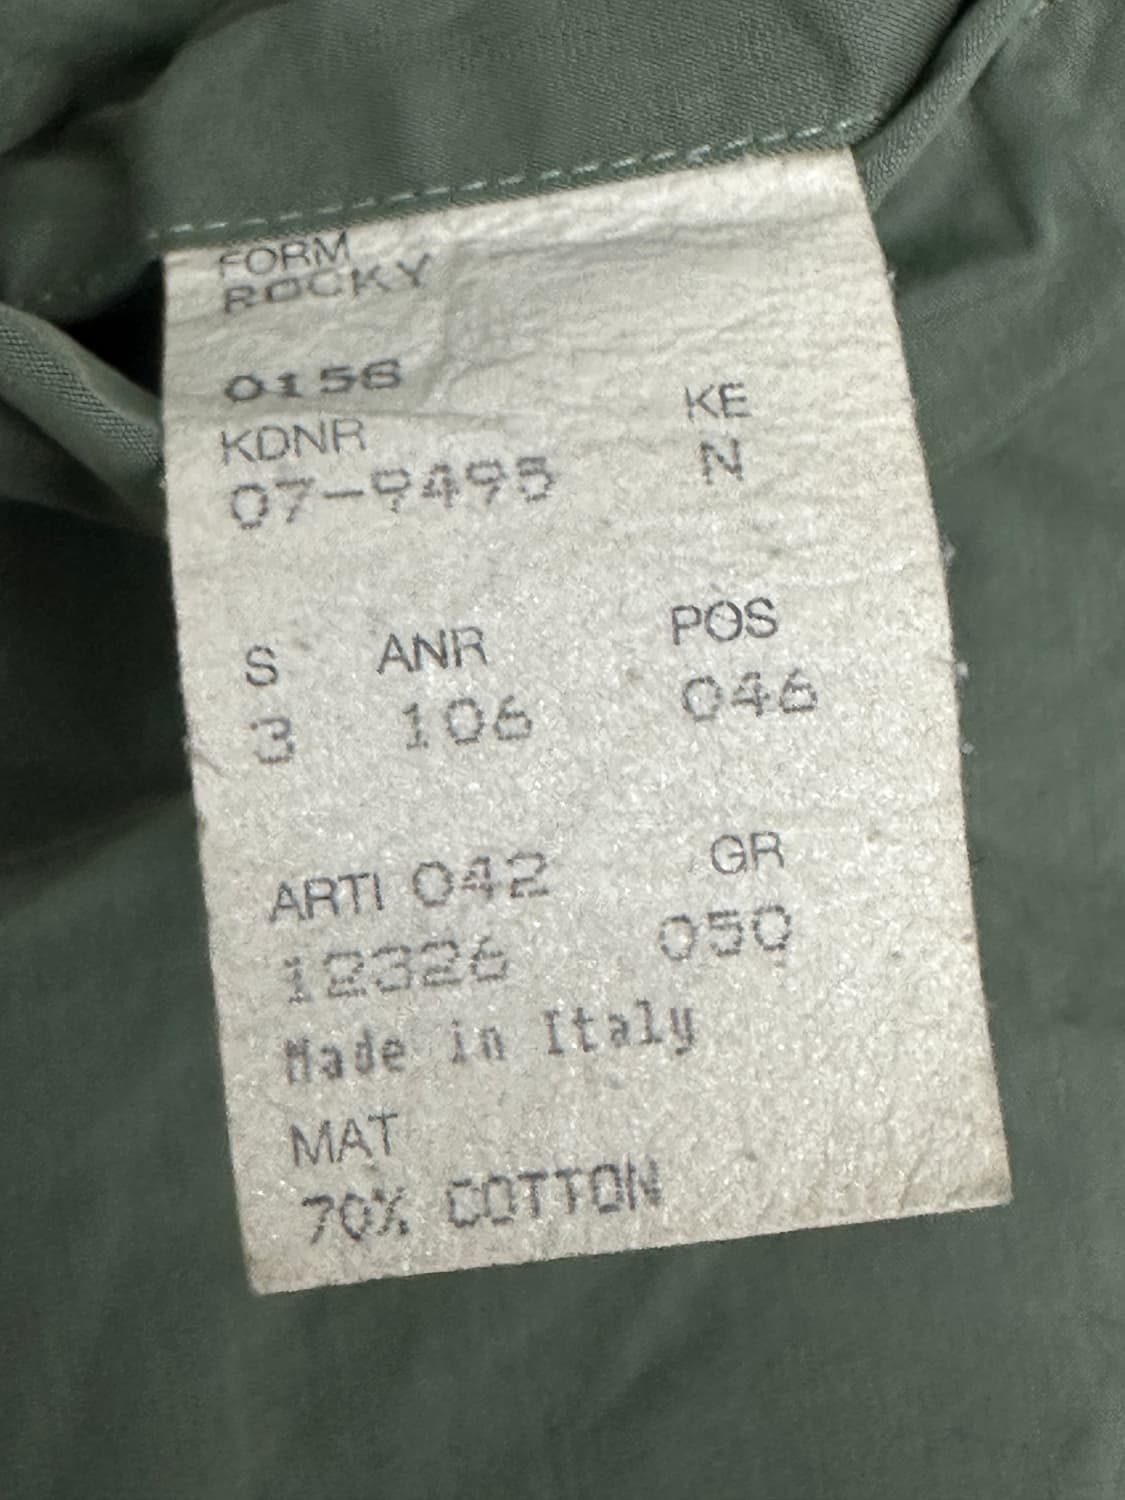 FORM
ROCKY
0156
KDNR KE
07-9495 N
S ANR POS
3 106 046
ARTI 042 GR
12326 050
Made in Italy
MAT
70% COTTON